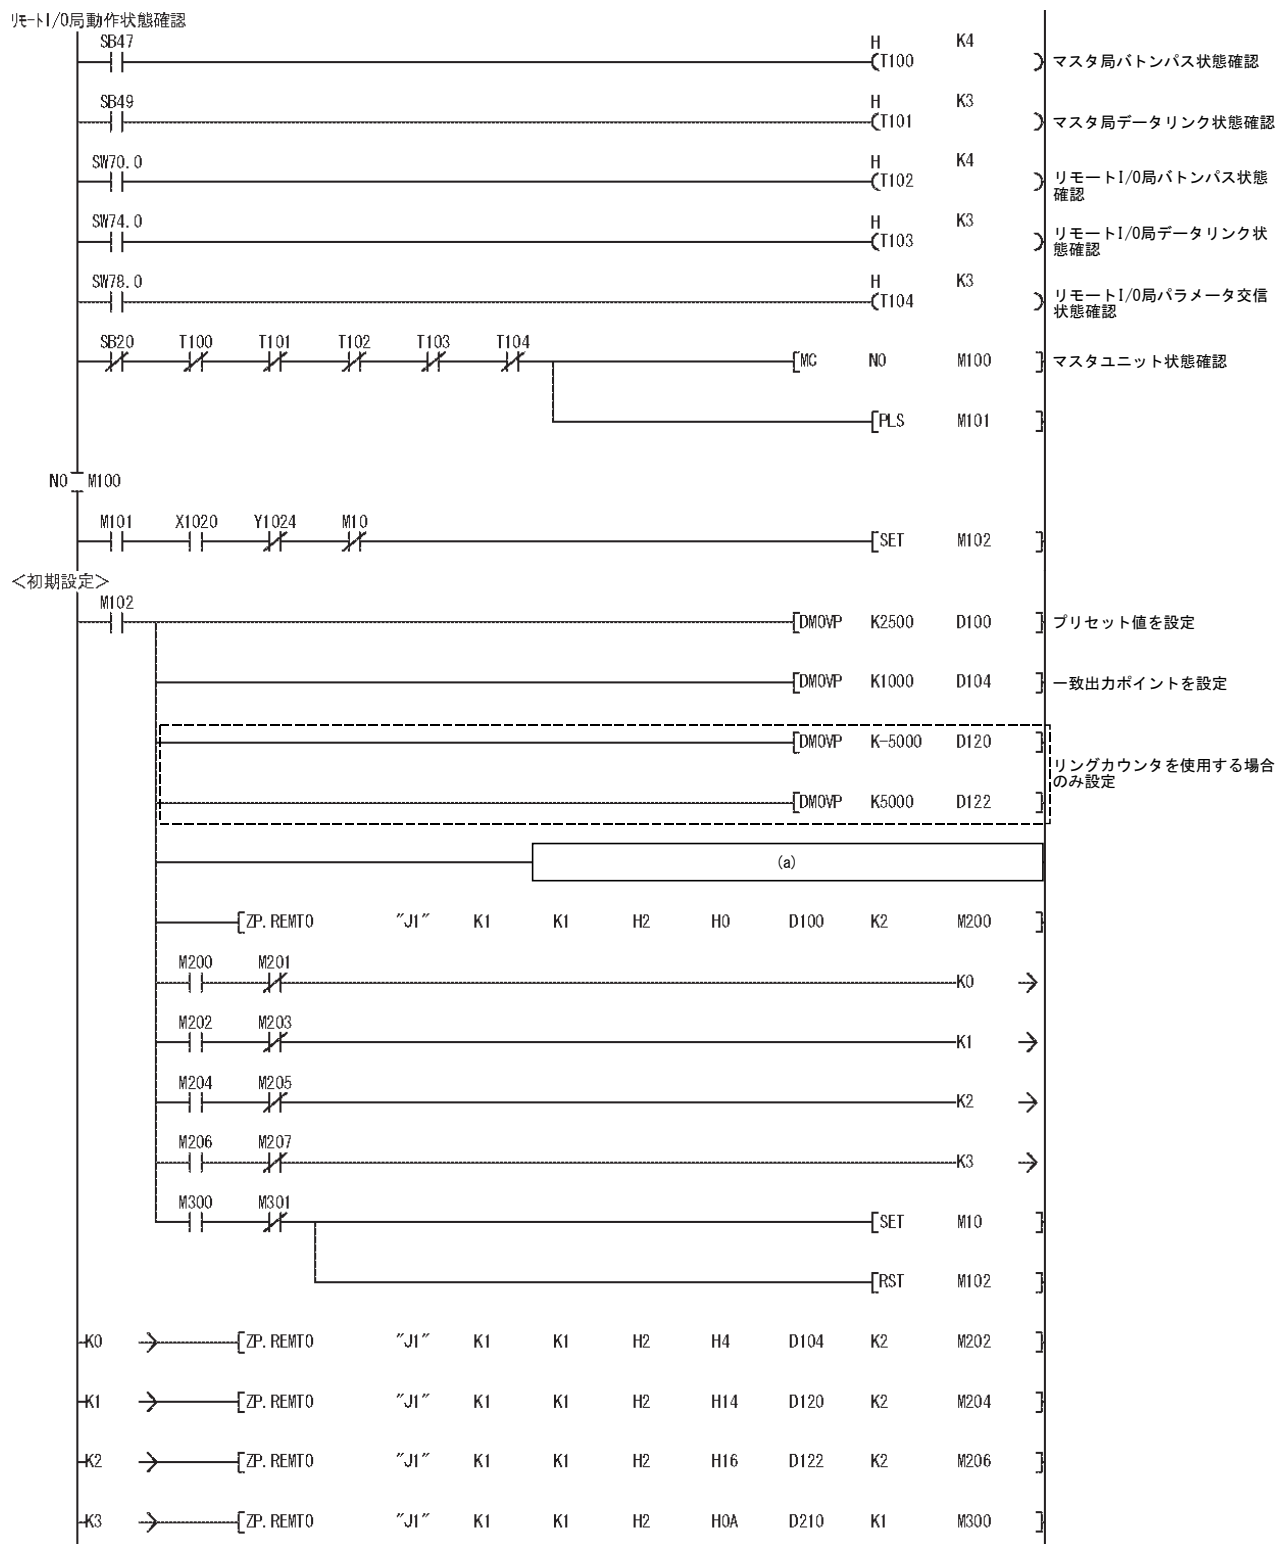 ﾘﾓｰﾄI/O局動作状態確認
SB47 H K4
T100 マスタ局バトンパス状態確認
SB49 H K3
T101 マスタ局データリンク状態確認
SW70.0 H K4
T102 リモートI/O局バトンパス状態
確認
SW74.0 H K3
T103 リモートI/O局データリンク状
態確認
SW78.0 H K3
T104 リモートI/O局パラメータ交信
状態確認
SB20 T100 T101 T102 T103 T104
MC N0 M100 マスタユニット状態確認
PLS M101
N0 M100
M101 X1020 Y1024 M10
SET M102
＜初期設定＞
M102
DMOVP K2500 D100 プリセット値を設定
DMOVP K1000 D104 一致出力ポイントを設定
DMOVP K-5000 D120
リングカウンタを使用する場合
のみ設定
DMOVP K5000 D122
(a)
ZP.REMTO "J1" K1 K1 H2 H0 D100 K2 M200
M200 M201
K0
M202 M203
K1
M204 M205
K2
M206 M207
K3
M300 M301
SET M10
RST M102
K0 ZP.REMTO "J1" K1 K1 H2 H4 D104 K2 M202
K1 ZP.REMTO "J1" K1 K1 H2 H14 D120 K2 M204
K2 ZP.REMTO "J1" K1 K1 H2 H16 D122 K2 M206
K3 ZP.REMTO "J1" K1 K1 H2 H0A D210 K1 M300